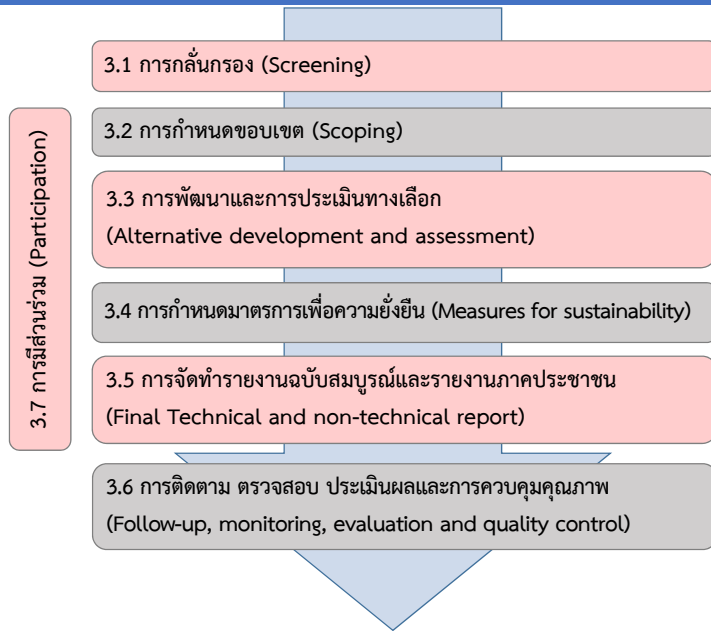 3.1 การกลั่นกรอง (Screening)
3.2 การกำหนดขอบเขต (Scoping)
3.3 การพัฒนาและการประเมินทางเลือก
(Alternative development and assessment)
3.4 การกำหนดมาตรการเพื่อความยั่งยืน (Measures for sustainability)
3.5 การจัดทำรายงานฉบับสมบูรณ์และรายงานภาคประชาชน
(Final Technical and non-technical report)
3.6 การติดตาม ตรวจสอบ ประเมินผลและการควบคุมคุณภาพ
(Follow-up, monitoring, evaluation and quality control)
3.7 การมีส่วนร่วม (Participation)